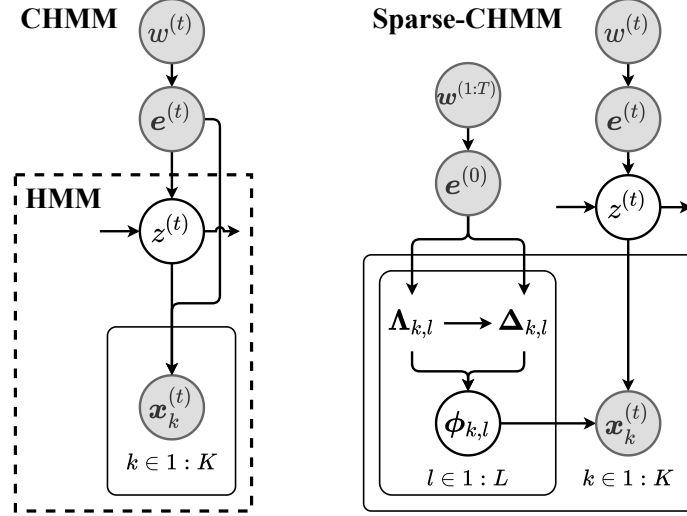 CHMM
w^{(t)}
e^{(t)}
HMM
z^{(t)}
x_k^{(t)}
k ∈ 1 : K
Sparse-CHMM
w^{(1:T)}
e^{(0)}
Λ_{k,l}
Δ_{k,l}
ϕ_{k,l}
l ∈ 1 : L
w^{(t)}
e^{(t)}
z^{(t)}
x_k^{(t)}
k ∈ 1 : K